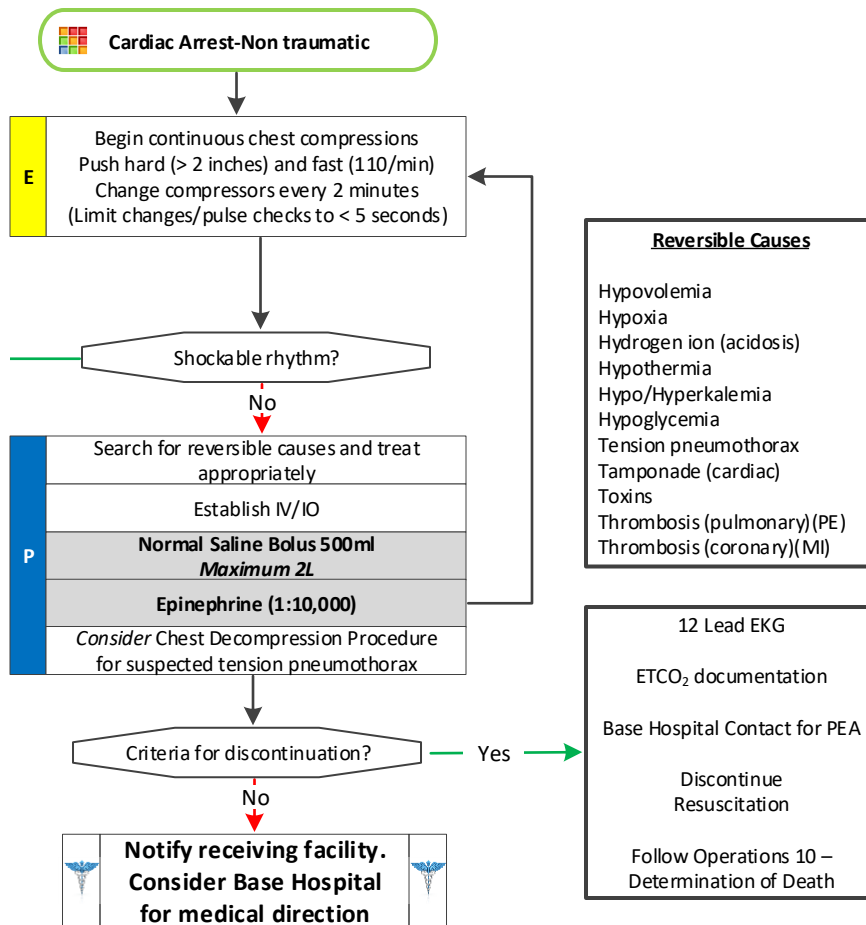 Cardiac Arrest-Non traumatic
E
Begin continuous chest compressions
Push hard (> 2 inches) and fast (110/min)
Change compressors every 2 minutes
(Limit changes/pulse checks to < 5 seconds)
Shockable rhythm?
No
P
Search for reversible causes and treat
appropriately
Establish IV/IO
Normal Saline Bolus 500ml
Maximum 2L
Epinephrine (1:10,000)
Consider Chest Decompression Procedure
for suspected tension pneumothorax
Criteria for discontinuation?
Yes
No
Notify receiving facility.
Consider Base Hospital
for medical direction
Reversible Causes
Hypovolemia
Hypoxia
Hydrogen ion (acidosis)
Hypothermia
Hypo/Hyperkalemia
Hypoglycemia
Tension pneumothorax
Tamponade (cardiac)
Toxins
Thrombosis (pulmonary)(PE)
Thrombosis (coronary)(MI)
12 Lead EKG
ETCO₂ documentation
Base Hospital Contact for PEA
Discontinue
Resuscitation
Follow Operations 10 –
Determination of Death